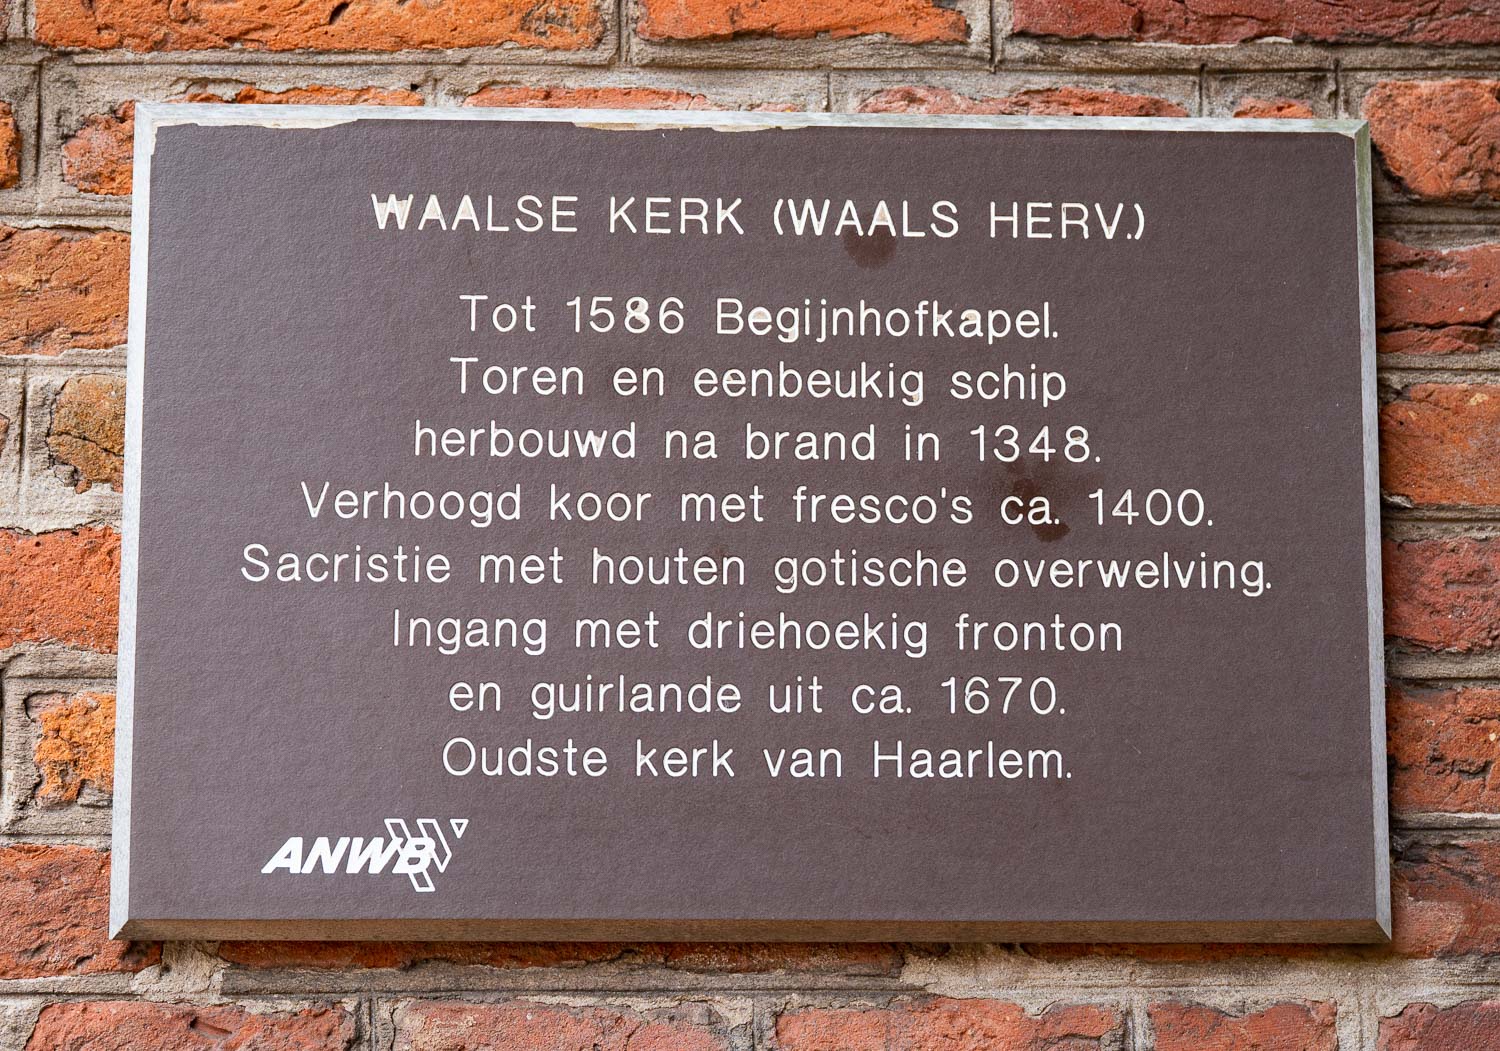 WAALSE KERK (WAALS HERV.)
Tot 1586 Begijnhofkapel.
Toren en eenbeukig schip
herbouwd na brand in 1348.
Verhoogd koor met fresco's ca. 1400.
Sacristie met houten gotische overwelving.
Ingang met driehoekig fronton
en guirlande uit ca. 1670.
Oudste kerk van Haarlem.
ANWB